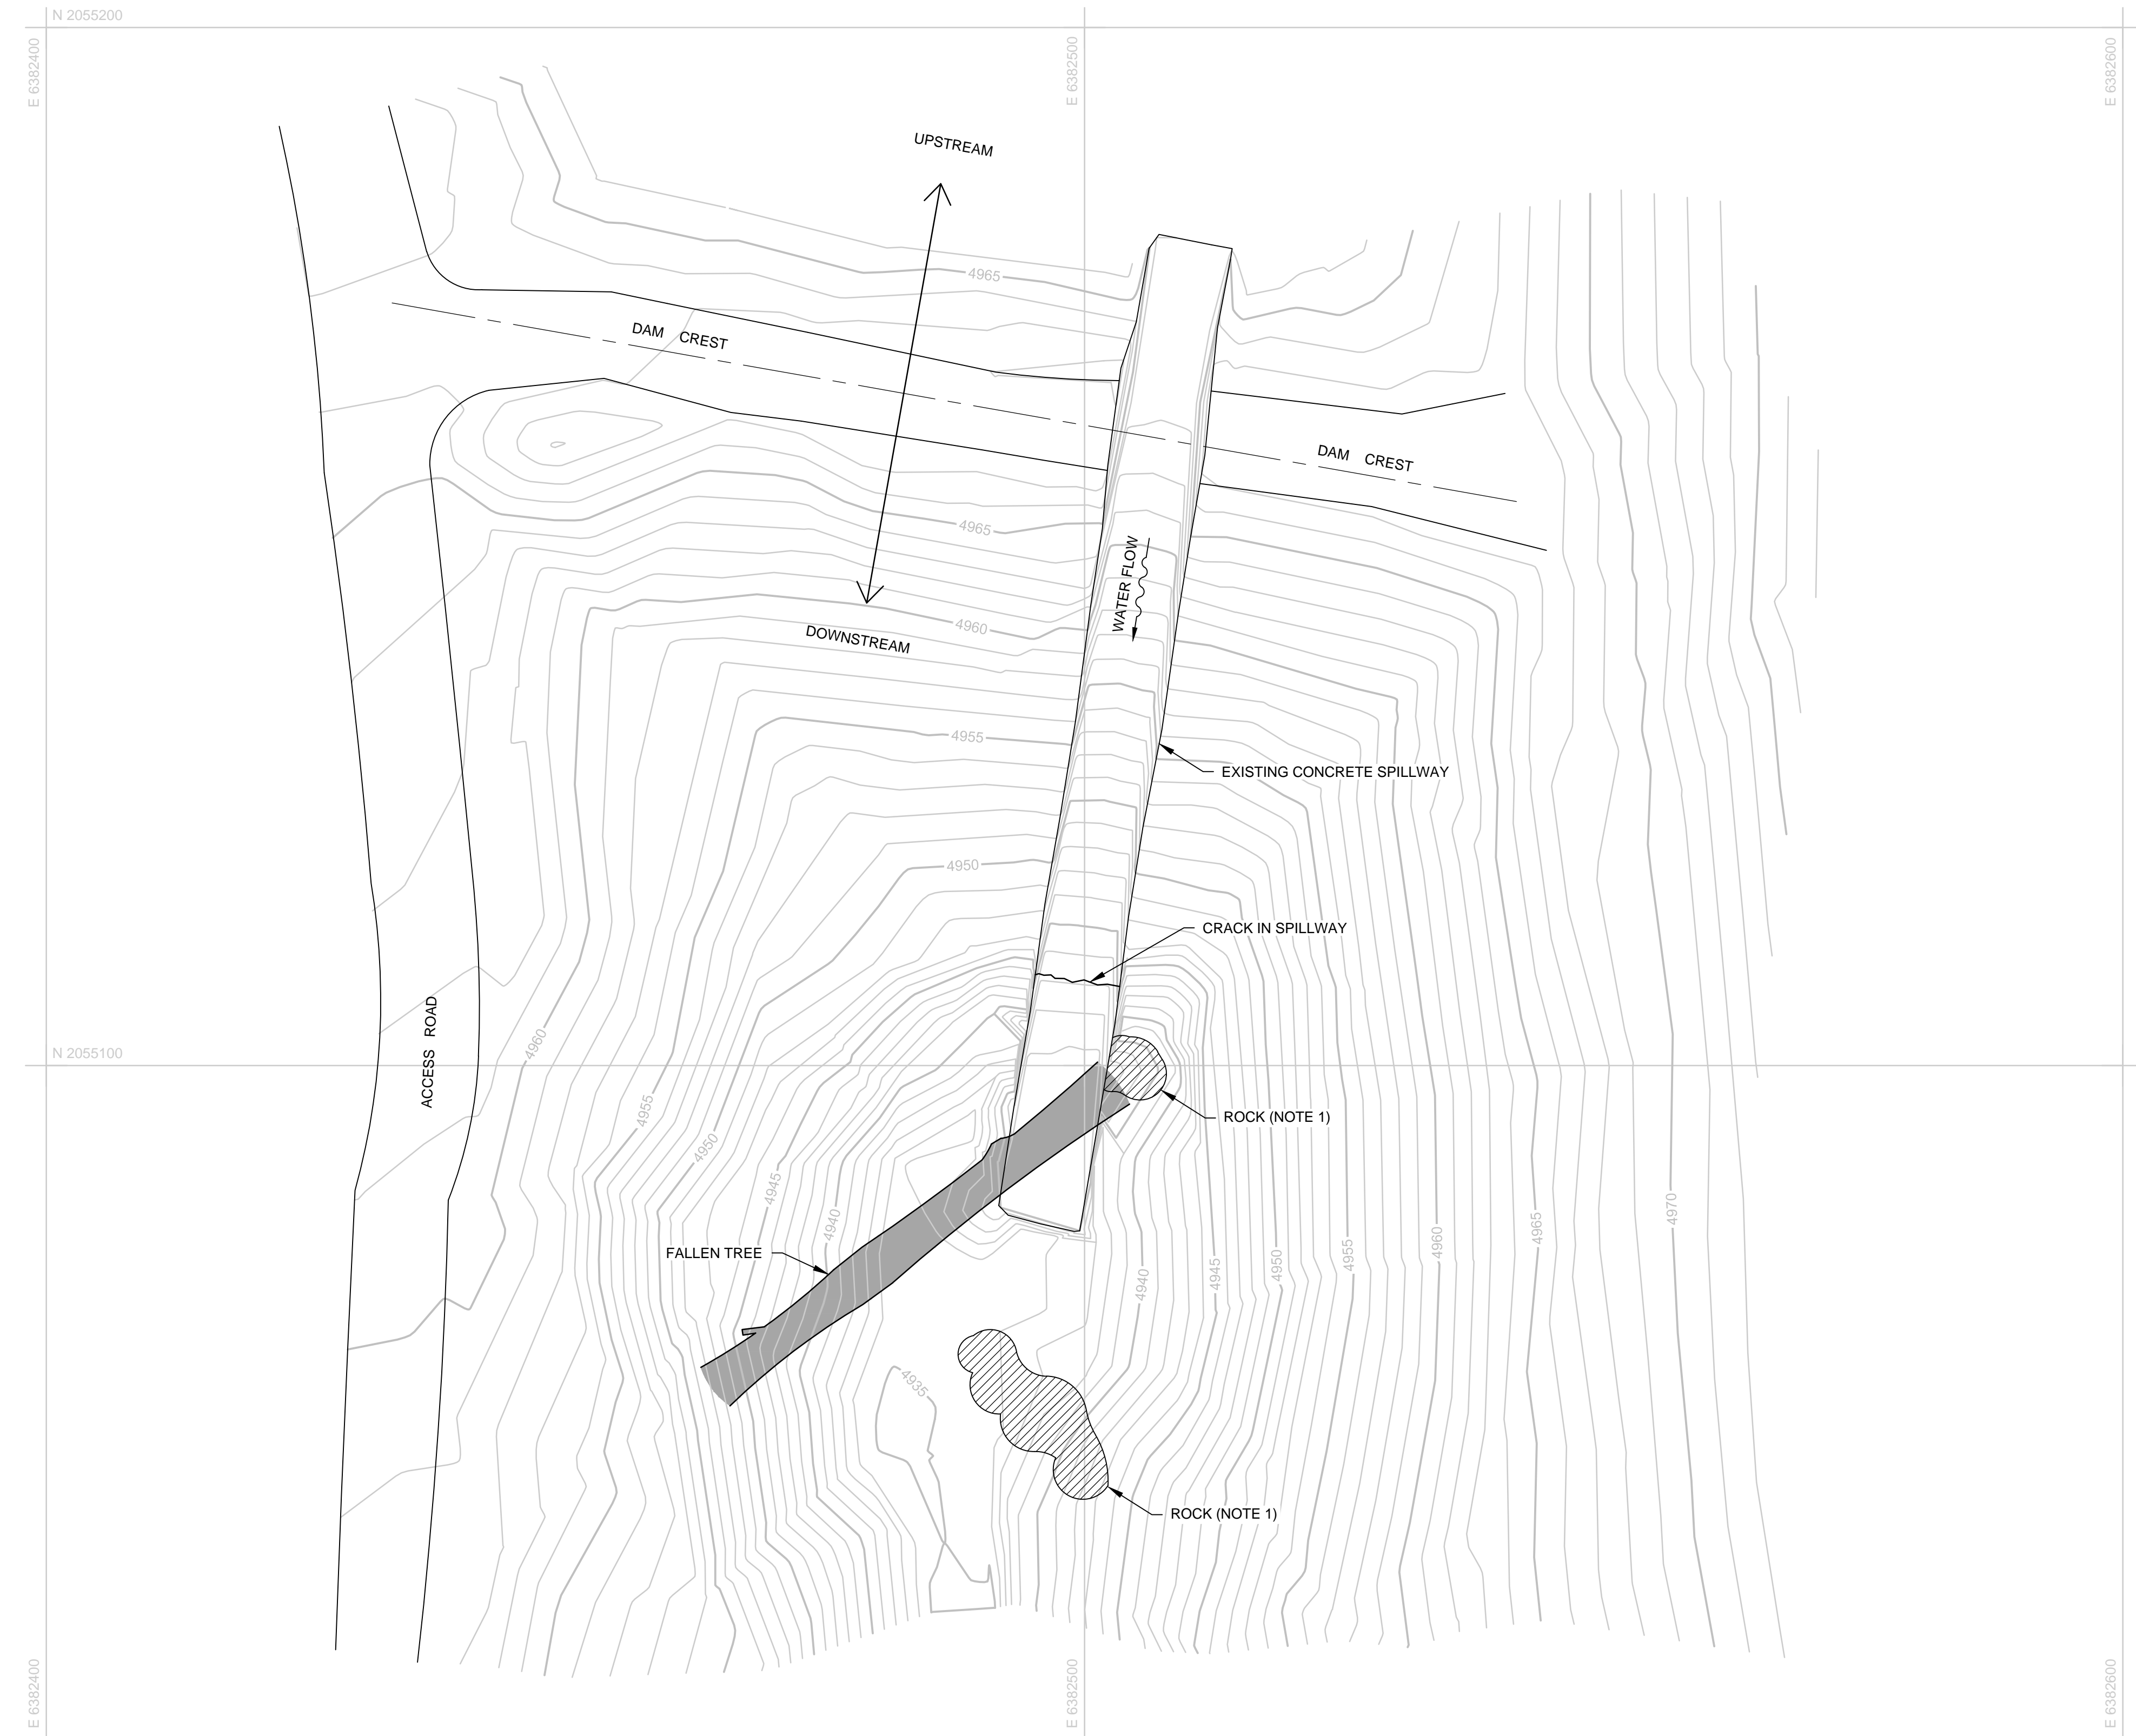 N 2055200
E 6382400
E 6382500
E 6382600
UPSTREAM
4965
DAM CREST
DAM CREST
4965
WATER FLOW
4960
DOWNSTREAM
4955
EXISTING CONCRETE SPILLWAY
4950
CRACK IN SPILLWAY
ACCESS ROAD
4960
N 2055100
4955
4950
4945
4940
ROCK (NOTE 1)
FALLEN TREE
4940
4945
4950
4955
4960
4965
4970
4935
ROCK (NOTE 1)
E 6382400
E 6382500
E 6382600